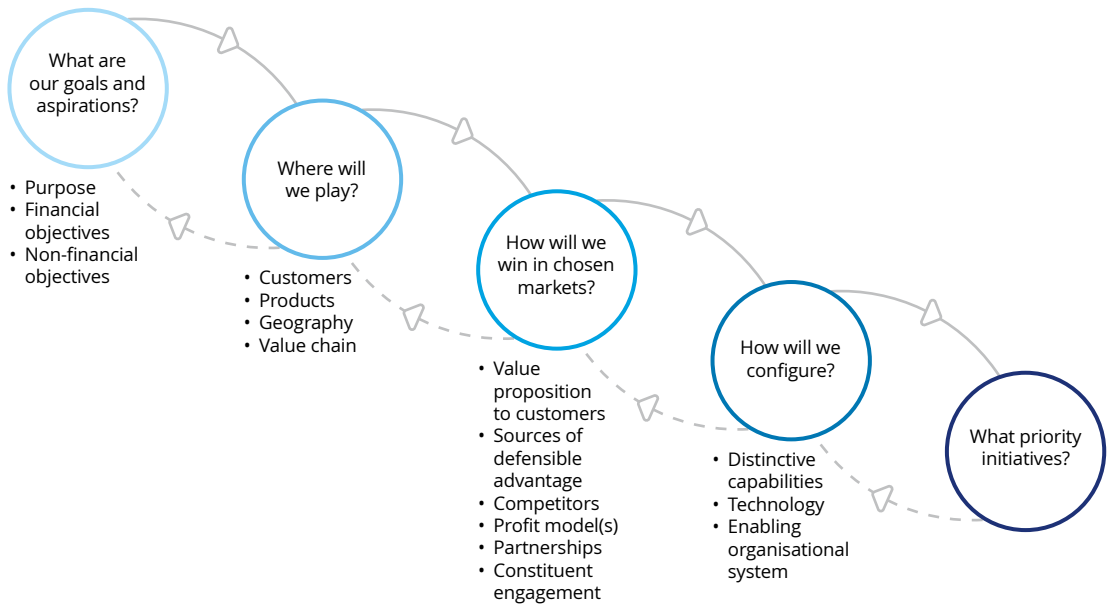 What are
our goals and
aspirations?
• Purpose
• Financial
objectives
• Non-financial
objectives
Where will
we play?
• Customers
• Products
• Geography
• Value chain
How will we
win in chosen
markets?
• Value
proposition
to customers
• Sources of
defensible
advantage
• Competitors
• Profit model(s)
• Partnerships
• Constituent
engagement
How will we
configure?
• Distinctive
capabilities
• Technology
• Enabling
organisational
system
What priority
initiatives?